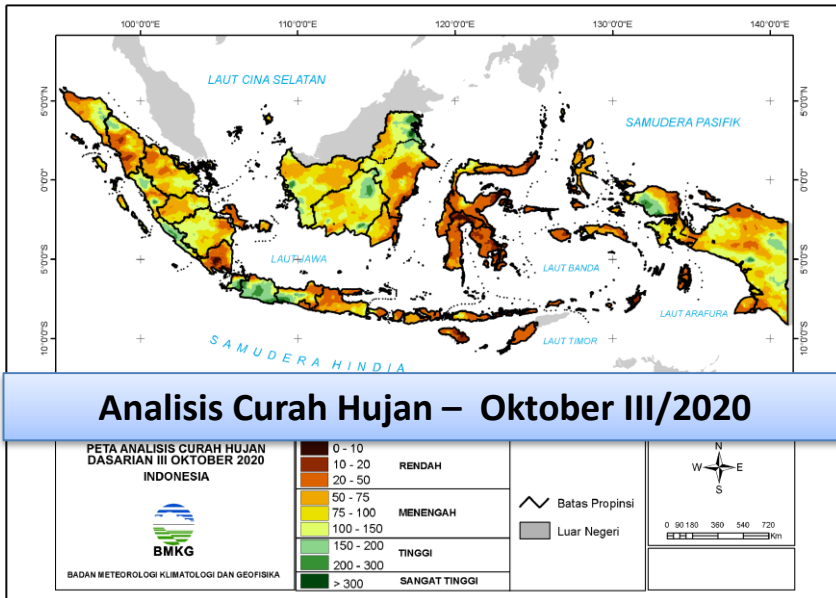 100°0'0"E 110°0'0"E 120°0'0"E 130°0'0"E 140°0'0"E
LAUT CINA SELATAN
SAMUDERA PASIFIK
5°0'0"N
5°0'0"N
0°0'0"
0°0'0"
5°0'0"S
5°0'0"S
10°0'0"S
10°0'0"S
LAUT JAWA
LAUT BANDA
LAUT ARAFURA
LAUT TIMOR
SAMUDERA HINDIA
Analisis Curah Hujan – Oktober III/2020
PETA ANALISIS CURAH HUJAN
DASARIAN III OKTOBER 2020
INDONESIA
BMKG
BADAN METEOROLOGI KLIMATOLOGI DAN GEOFISIKA
0 - 10
10 - 20
20 - 50
RENDAH
50 - 75
75 - 100
100 - 150
MENENGAH
150 - 200
200 - 300
TINGGI
> 300
SANGAT TINGGI
Batas Propinsi
Luar Negeri
N
W E
S
0 90 180 360 540 720
Km